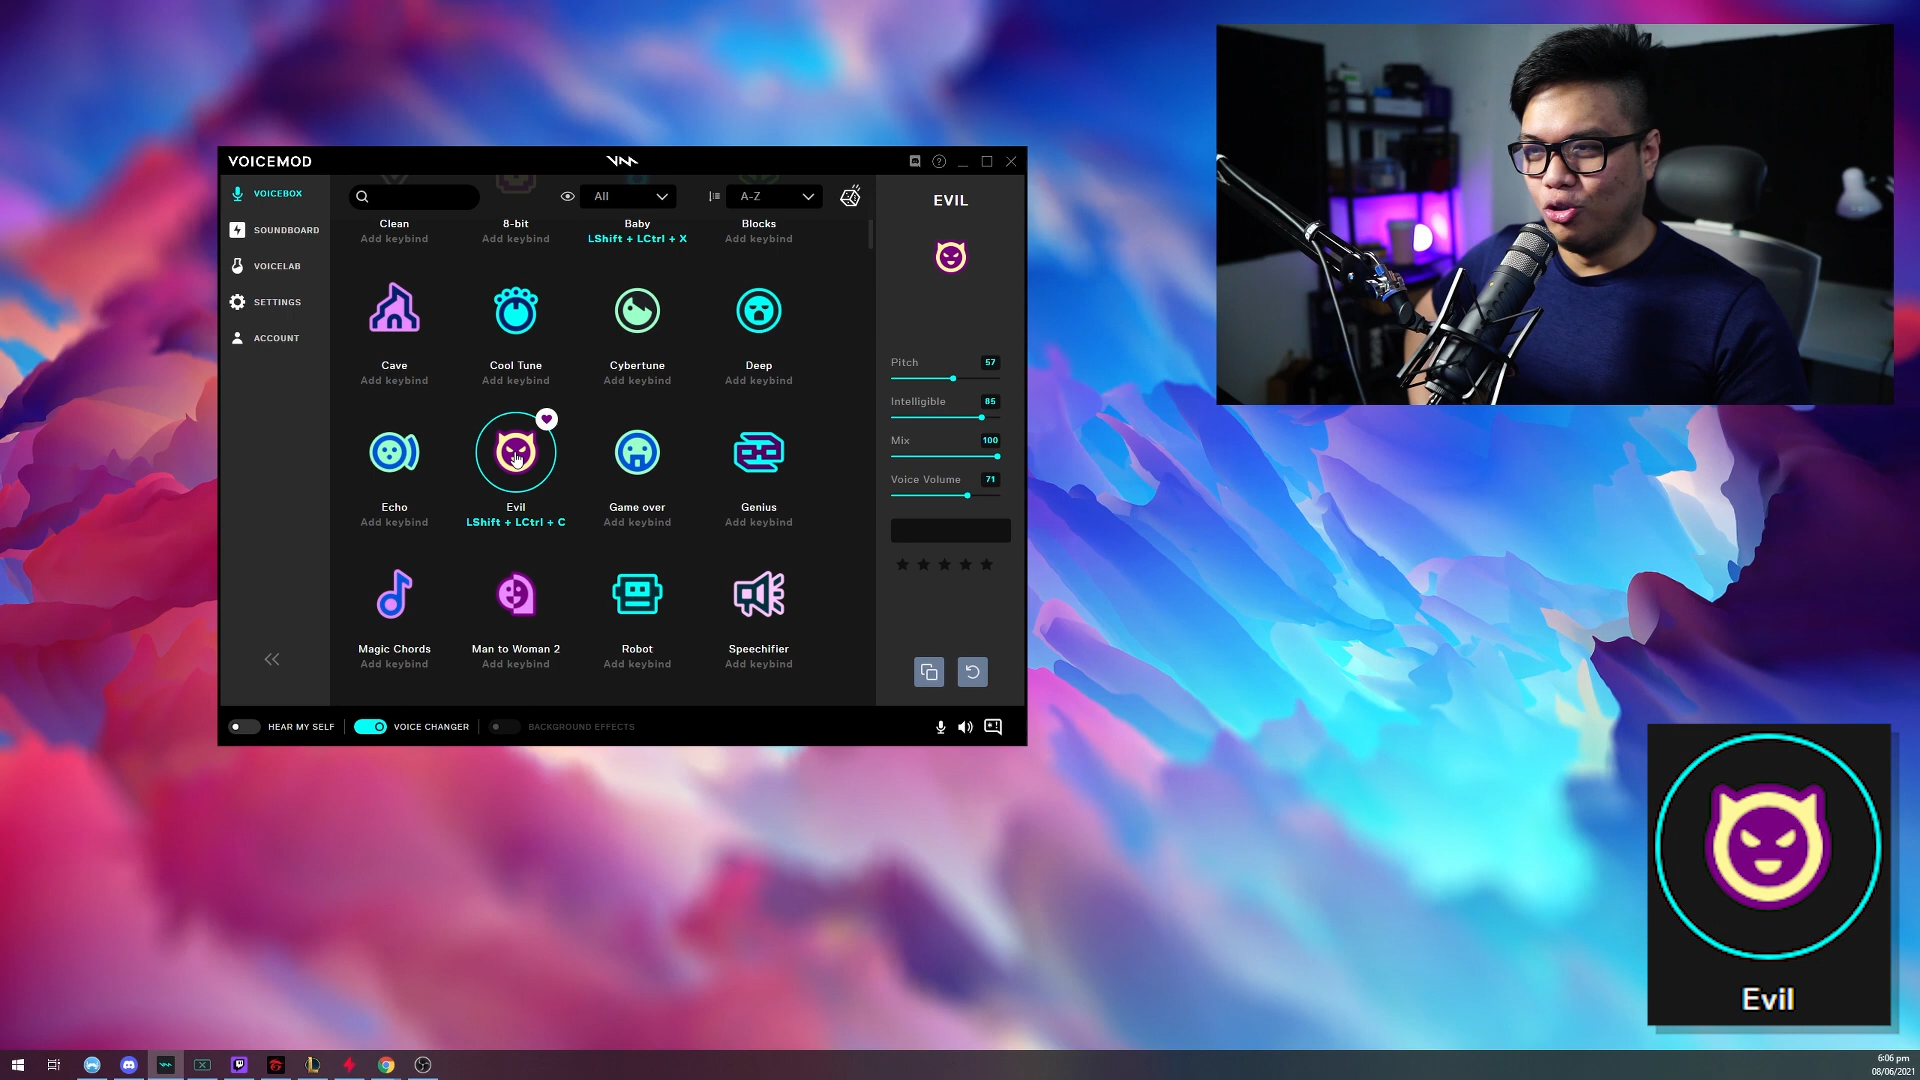 VOICEMOD
VOICEBOX
SOUNDBOARD
VOICELAB
SETTINGS
ACCOUNT
All
A-Z
Clean
Add keybind
8-bit
Add keybind
Baby
LShift + LCtrl + X
Blocks
Add keybind
Cave
Add keybind
Cool Tune
Add keybind
Cybertune
Add keybind
Deep
Add keybind
Echo
Add keybind
Evil
LShift + LCtrl + C
Game over
Add keybind
Genius
Add keybind
Magic Chords
Add keybind
Man to Woman 2
Add keybind
Robot
Add keybind
Speechifier
Add keybind
EVIL
Pitch 57
Intelligible 85
Mix 100
Voice Volume 71
HEAR MY SELF
VOICE CHANGER
BACKGROUND EFFECTS
Evil
6:06 pm
08/06/2021